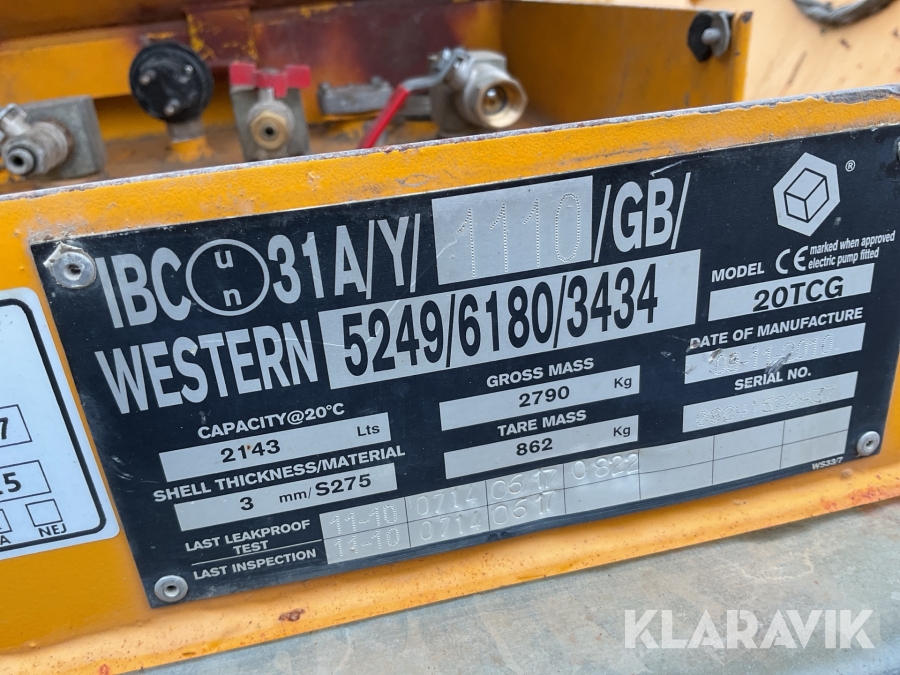 IBC un 31A/Y/ 1110 /GB/
WESTERN 5249/6180/3434
®
MODEL CE marked when approved
electric pump fitted
20TCG
CAPACITY@20°C
2143 Lts
GROSS MASS
2790 Kg
DATE OF MANUFACTURE
SHELL THICKNESS/MATERIAL
3 mm/S275
TARE MASS
862 Kg
SERIAL NO.
LAST LEAKPROOF
TEST
11-10 0714 0617 0822
LAST INSPECTION
11-10 0714 0617
WS33/7
7
5
A NEJ
KLARAVIK